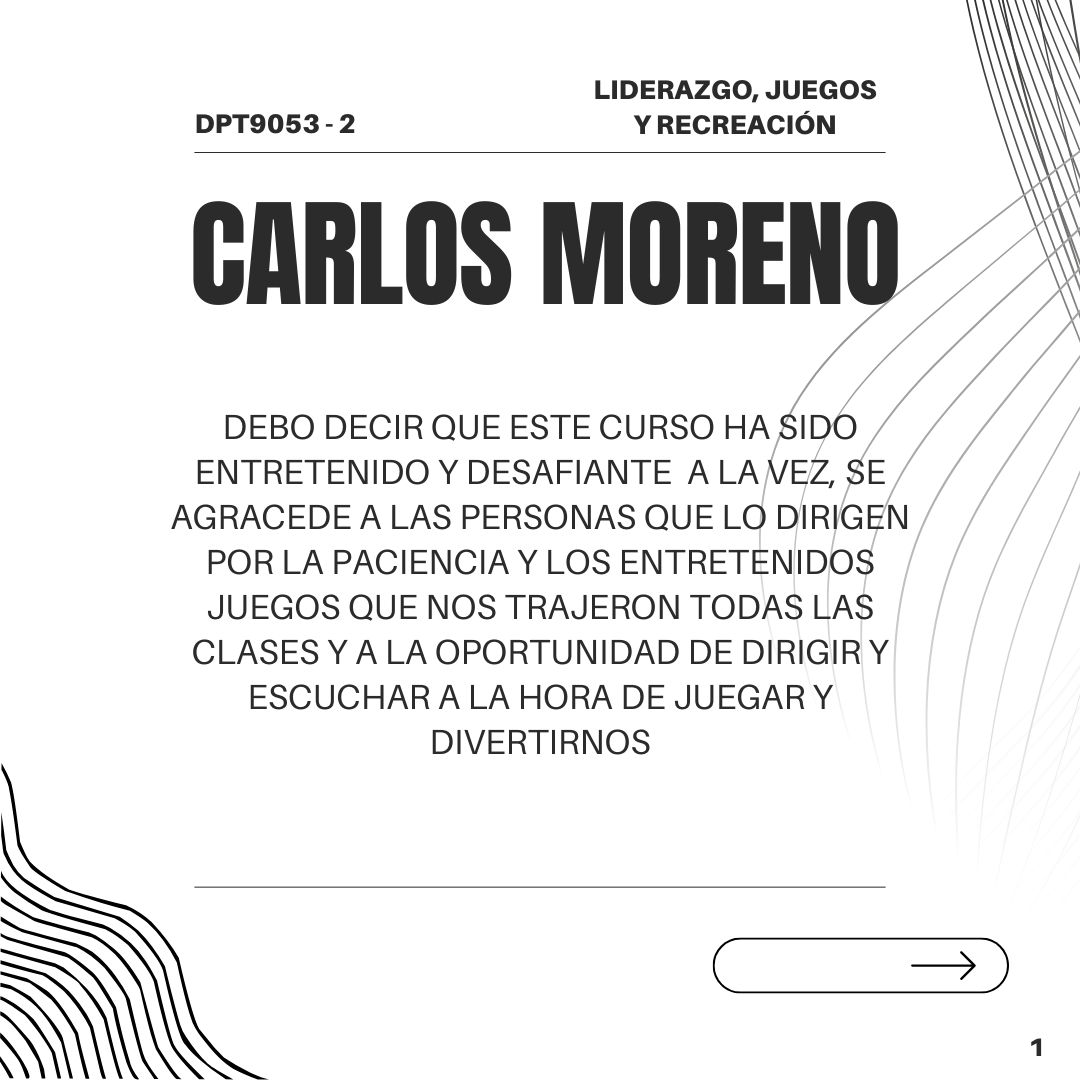 DPT9053 - 2
LIDERAZGO, JUEGOS
Y RECREACIÓN
CARLOS MORENO
DEBO DECIR QUE ESTE CURSO HA SIDO
ENTRETENIDO Y DESAFIANTE A LA VEZ, SE
AGRACEDE A LAS PERSONAS QUE LO DIRIGEN
POR LA PACIENCIA Y LOS ENTRETENIDOS
JUEGOS QUE NOS TRAJERON TODAS LAS
CLASES Y A LA OPORTUNIDAD DE DIRIGIR Y
ESCUCHAR A LA HORA DE JUEGAR Y
DIVERTIRNOS
1